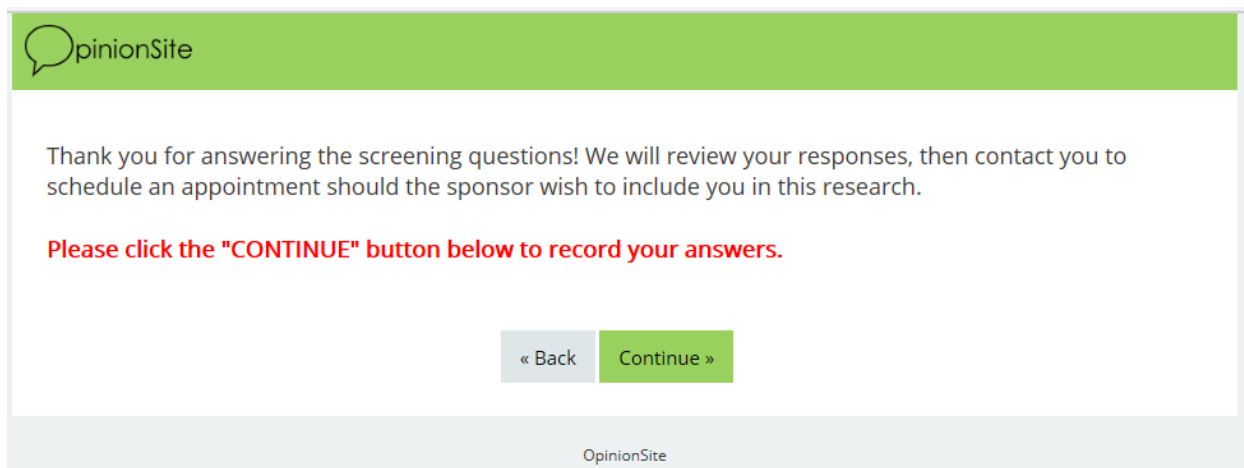 OpinionSite
Thank you for answering the screening questions! We will review your responses, then contact you to
schedule an appointment should the sponsor wish to include you in this research.
Please click the "CONTINUE" button below to record your answers.
« Back Continue »
OpinionSite